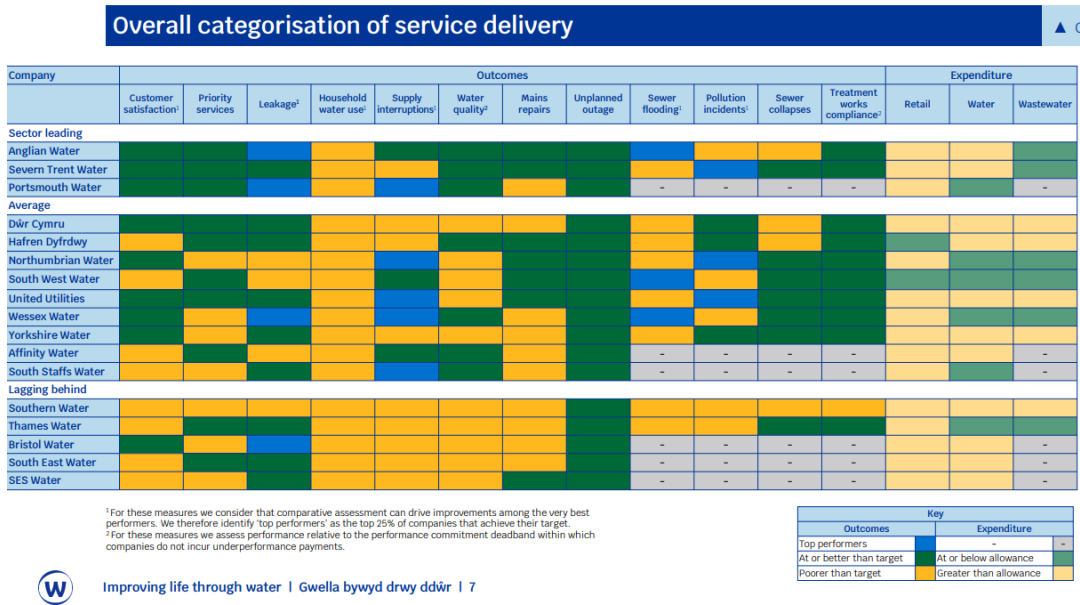 Overall categorisation of service delivery
▲
Company Outcomes Expenditure
Customer satisfaction¹ Priority services Leakage¹ Household water use¹ Supply interruptions¹ Water quality² Mains repairs Unplanned outage Sewer flooding¹ Pollution incidents¹ Sewer collapses Treatment works compliance² Retail Water Wastewater
Sector leading
Anglian Water
Severn Trent Water
Portsmouth Water - - - - -
Average
Dŵr Cymru
Hafren Dyfrdwy
Northumbrian Water
South West Water
United Utilities
Wessex Water
Yorkshire Water
Affinity Water - - - - -
South Staffs Water - - - - -
Lagging behind
Southern Water
Thames Water
Bristol Water - - - - -
South East Water - - - - -
SES Water - - - - -
¹ For these measures we consider that comparative assessment can drive improvements among the very best
performers. We therefore identify ‘top performers’ as the top 25% of companies that achieve their target.
² For these measures we assess performance relative to the performance commitment deadband within which
companies do not incur underperformance payments.
Key
Outcomes Expenditure
Top performers - -
At or better than target At or below allowance
Poorer than target Greater than allowance
W
Improving life through water | Gwella bywyd drwy ddŵr | 7